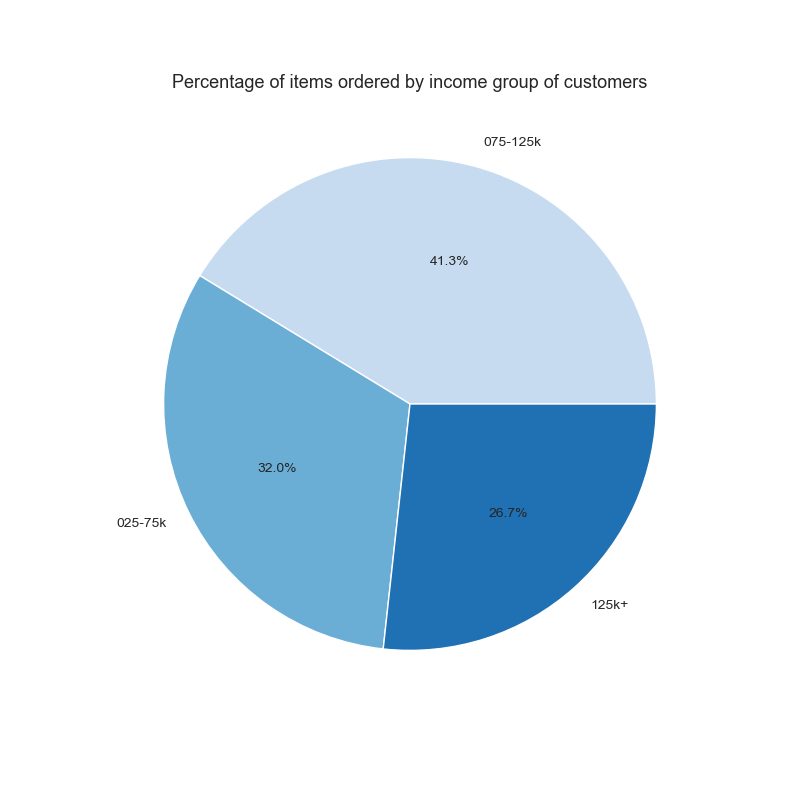 Percentage of items ordered by income group of customers
075-125k
41.3%
32.0%
26.7%
025-75k
125k+